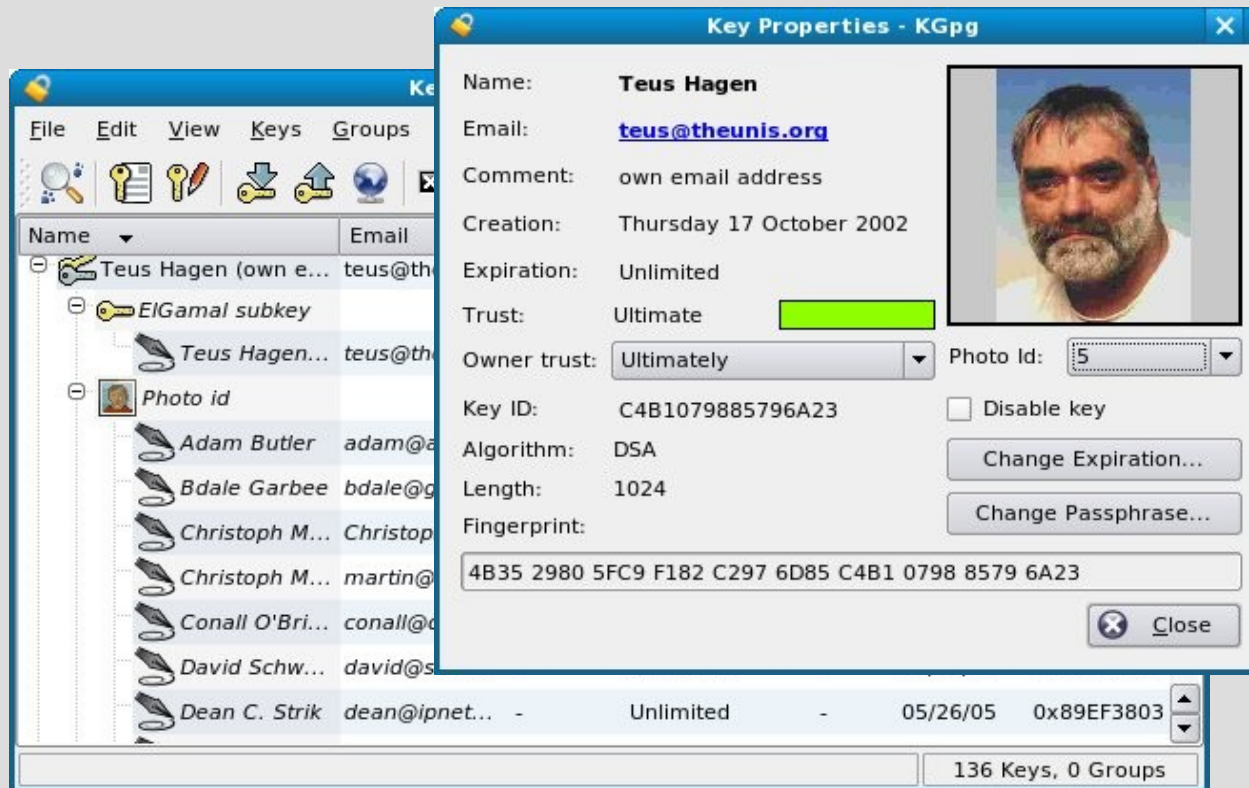 Key Properties - KGpg
Name: Teus Hagen
Email: teus@theunis.org
Comment: own email address
Creation: Thursday 17 October 2002
Expiration: Unlimited
Trust: Ultimate
Owner trust: Ultimately
Photo Id: 5
Key ID: C4B1079885796A23
Disable key
Algorithm: DSA
Change Expiration...
Length: 1024
Change Passphrase...
Fingerprint:
4B35 2980 5FC9 F182 C297 6D85 C4B1 0798 8579 6A23
Close
Ke
File Edit View Keys Groups
Name Email
Teus Hagen (own e... teus@th
ElGamal subkey
Teus Hagen... teus@th
Photo id
Adam Butler adam@a
Bdale Garbee bdale@g
Christoph M... Christop
Christoph M... martin@
Conall O'Bri... conall@
David Schw... david@s
Dean C. Strik dean@ipnet... - Unlimited - 05/26/05 0x89EF3803
136 Keys, 0 Groups